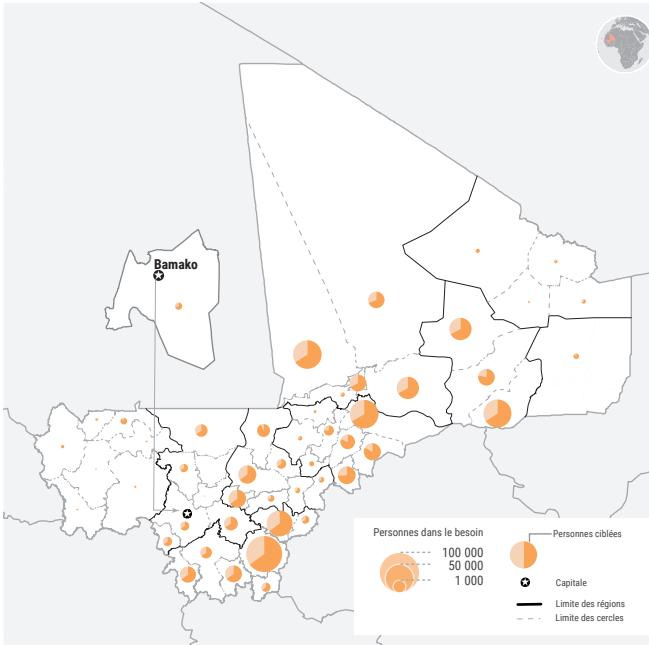 Bamako
Personnes dans le besoin
100 000
50 000
1 000
Personnes ciblées
Capitale
Limite des régions
Limite des cercles